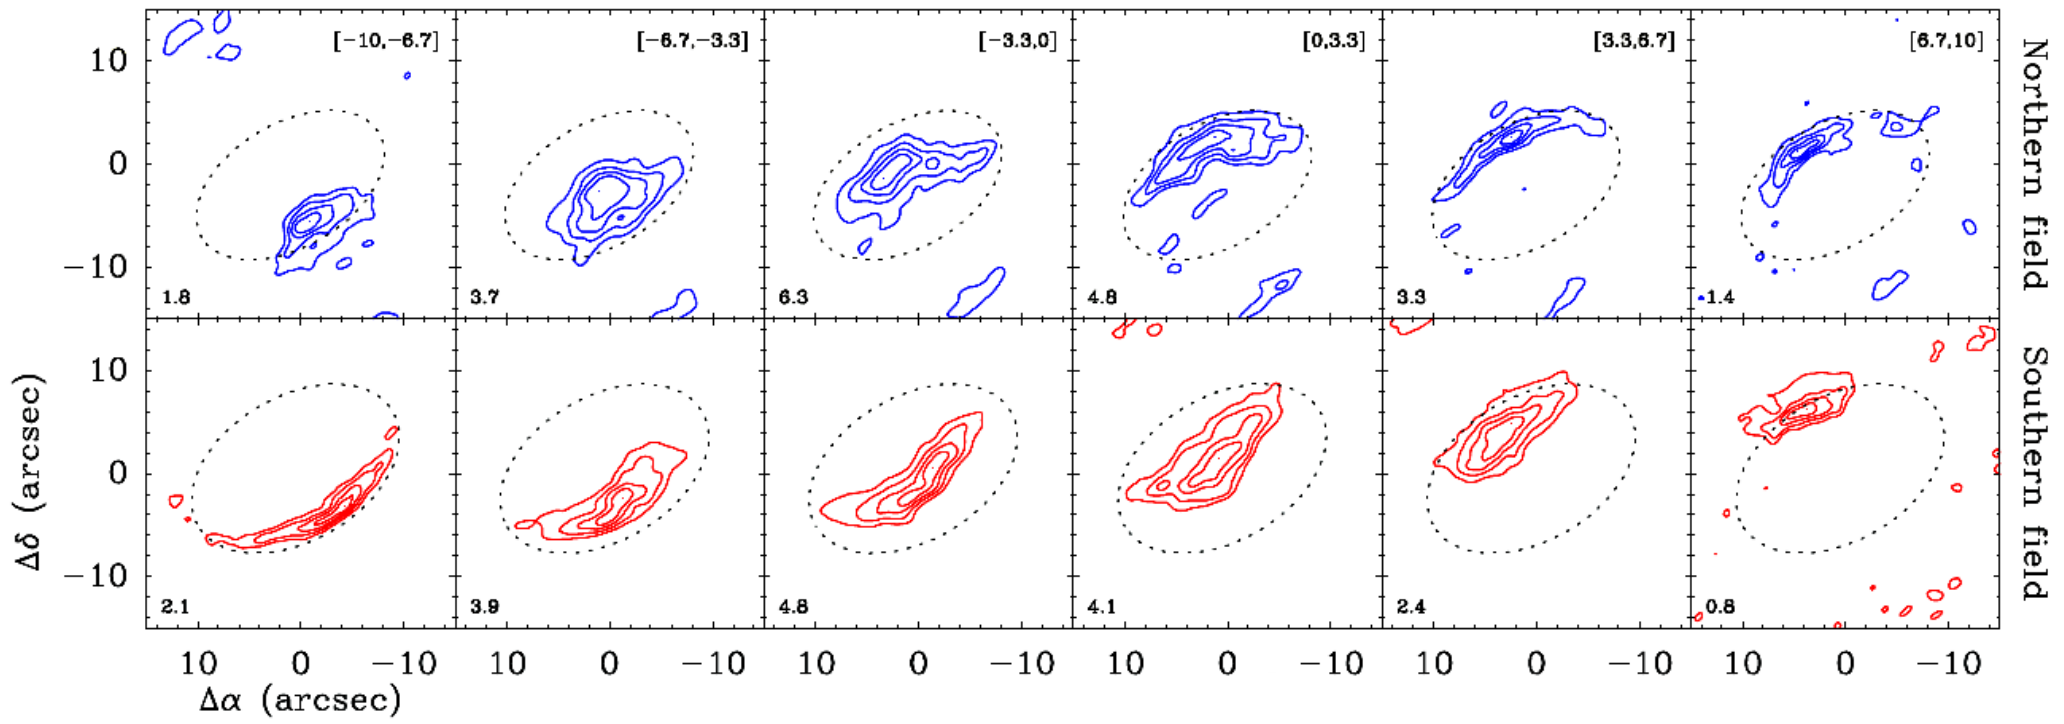 [−10,−6.7] [−6.7,−3.3] [−3.3,0] [0,3.3] [3.3,6.7] [6.7,10]
10
0
−10
1.8 3.7 6.3 4.8 3.3 1.4
Northern field
10
0
−10
2.1 3.9 4.8 4.1 2.4 0.8
Southern field
Δδ (arcsec)
10 0 −10 10 0 −10 10 0 −10 10 0 −10 10 0 −10 10 0 −10
Δα (arcsec)